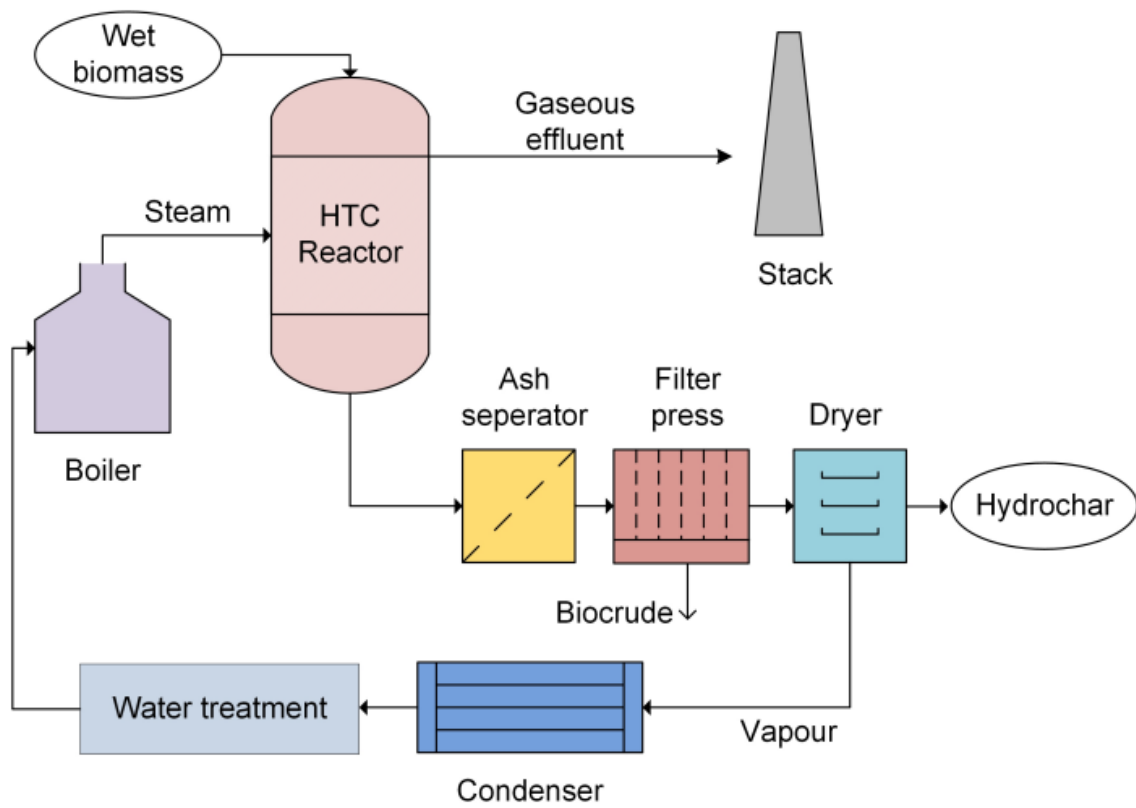 Wet
biomass
Gaseous
effluent
Steam
HTC
Reactor
Stack
Boiler
Ash
seperator
Filter
press
Dryer
Hydrochar
Biocrude
Water treatment
Vapour
Condenser